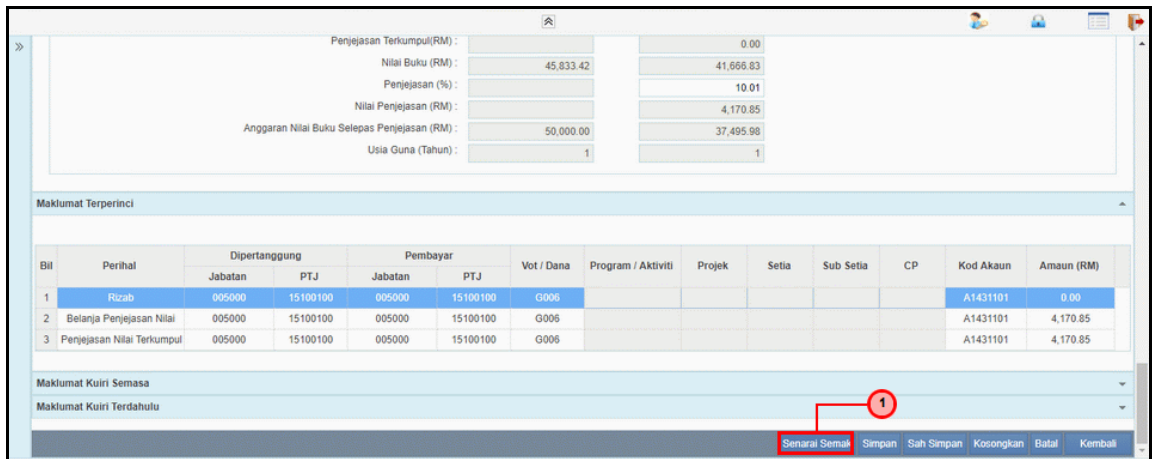 Penjejasan Terkumpul(RM) : 0.00
Nilai Buku (RM) : 45,833.42 41,666.83
Penjejasan (%) : 10.01
Nilai Penjejasan (RM) : 4,170.85
Anggaran Nilai Buku Selepas Penjejasan (RM) : 50,000.00 37,495.98
Usia Guna (Tahun) : 1 1
Maklumat Terperinci
Bil Perihal Dipertanggung Pembayar Vot / Dana Program / Aktiviti Projek Setia Sub Setia CP Kod Akaun Amaun (RM)
Jabatan PTJ Jabatan PTJ
1 Rizab 005000 15100100 005000 15100100 G006 A1431101 0.00
2 Belanja Penjejasan Nilai 005000 15100100 005000 15100100 G006 A1431101 4,170.85
3 Penjejasan Nilai Terkumpul 005000 15100100 005000 15100100 G006 A1431101 4,170.85
Maklumat Kuiri Semasa
Maklumat Kuiri Terdahulu
1
Senarai Semak Simpan Sah Simpan Kosongkan Batal Kembali